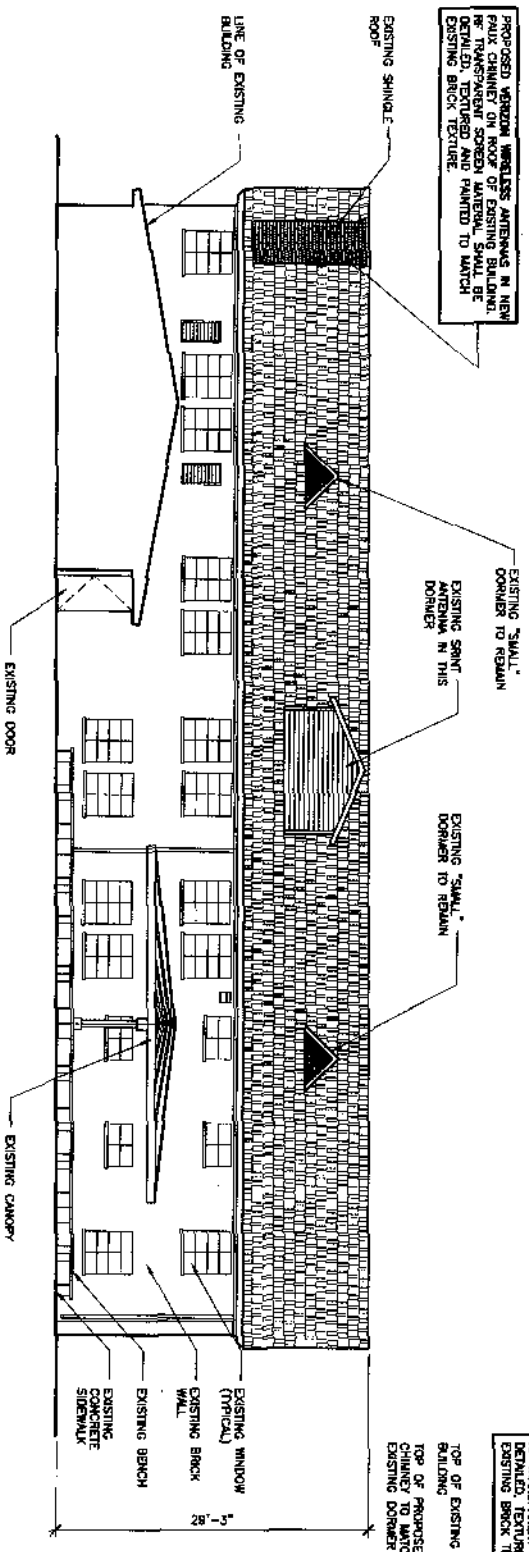 PROPOSED VERIZON WIRELESS ANTENNAS IN NEW
FAUX CHIMNEY ON ROOF OF EXISTING BUILDING.
RF TRANSPARENT SCREEN MATERIAL SHALL BE
DETAILED, TEXTURED AND PAINTED TO MATCH
EXISTING BRICK TEXTURE.
EXISTING SHINGLE
ROOF
LINE OF EXISTING
BUILDING
EXISTING "SMALL"
DORMER TO REMAIN
EXISTING SPRINT
ANTENNA IN THIS
DORMER
EXISTING "SMALL"
DORMER TO REMAIN
EXISTING DOOR
EXISTING CANOPY
EXISTING WINDOW
(TYPICAL)
EXISTING BRICK
WALL
EXISTING BENCH
EXISTING
CONCRETE
SIDEWALK
28'-3"
DETAILED, TEXTURE
EXISTING BRICK T
TOP OF EXISTING
BUILDING
TOP OF PROPOSE
CHIMNEY TO MATC
EXISTING DORMER